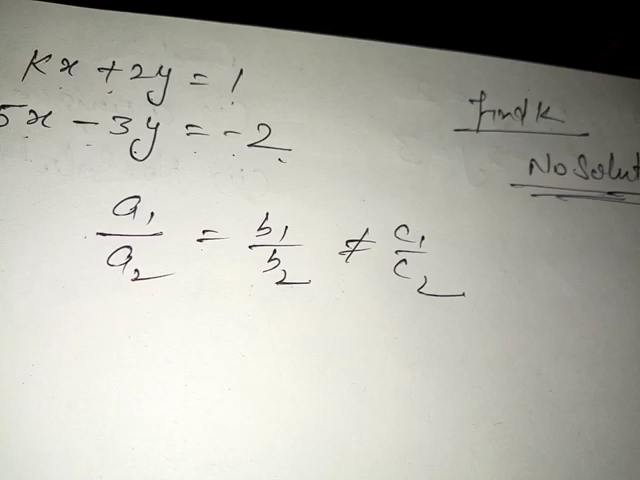 Kx + 2y = 1
5x - 3y = -2
find K
No Solut
a₁/a₂ = b₁/b₂ ≠ c₁/c₂